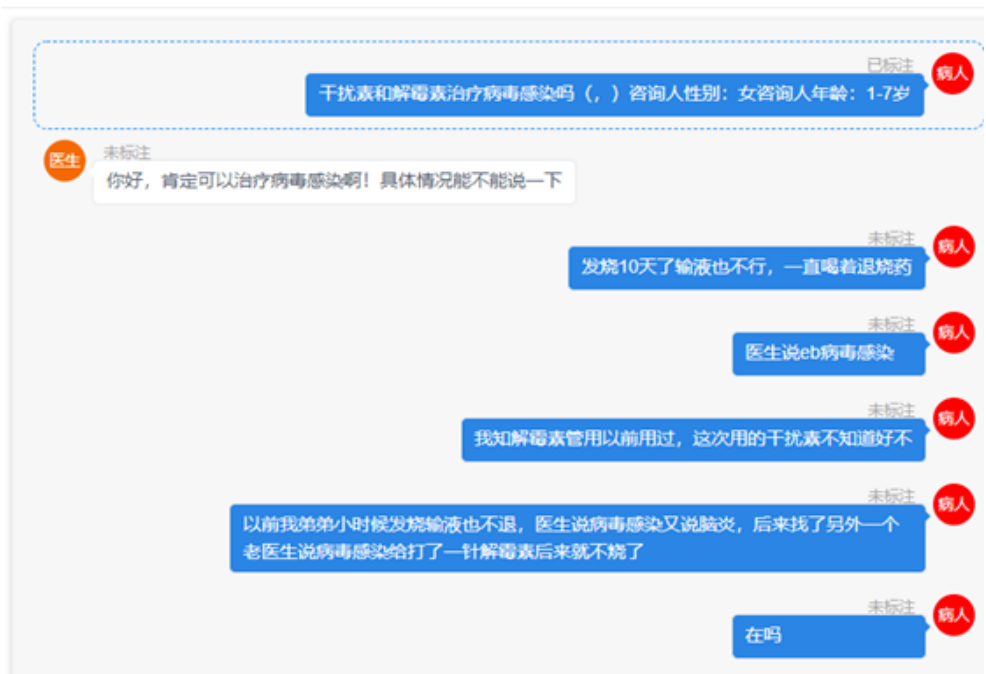 已标注
病人
干扰素和解霉素治疗病毒感染吗（，）咨询人性别：女咨询人年龄：1-7岁
医生
未标注
你好，肯定可以治疗病毒感染啊！具体情况能不能说一下
未标注
病人
发烧10天了输液也不行，一直喝着退烧药
未标注
病人
医生说eb病毒感染
未标注
病人
我知解霉素管用以前用过，这次用的干扰素不知道好不
未标注
病人
以前我弟弟小时候发烧输液也不退，医生说病毒感染又说脑炎，后来找了另外一个
老医生说病毒感染给打了一针解霉素后来就不烧了
未标注
病人
在吗